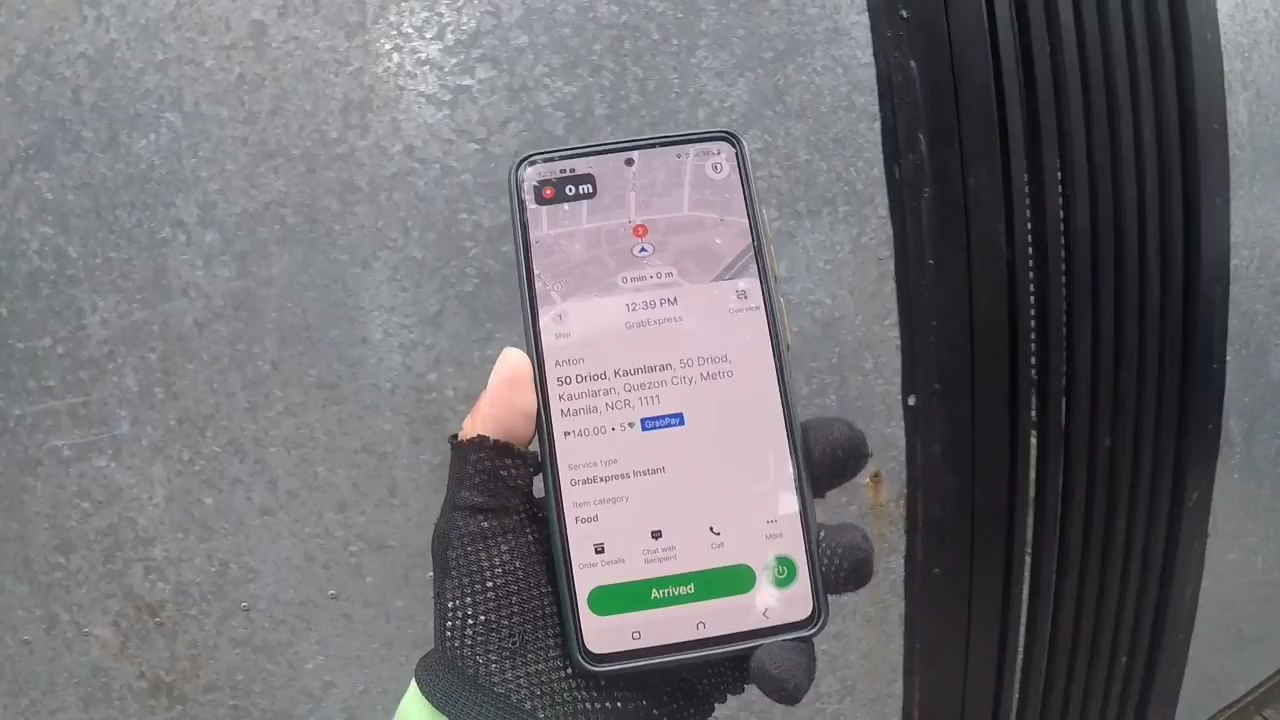 0 m
2
0 min • 0 m
12:39 PM
GrabExpress
1
Stop
Overview
Anton
50 Driod, Kaunlaran, 50 Driod,
Kaunlaran, Quezon City, Metro
Manila, NCR, 1111
₱140.00 • 5 GrabPay
Service type
GrabExpress Instant
Item category
Food
Order Details
Chat with
Recipient
Call
More
Arrived